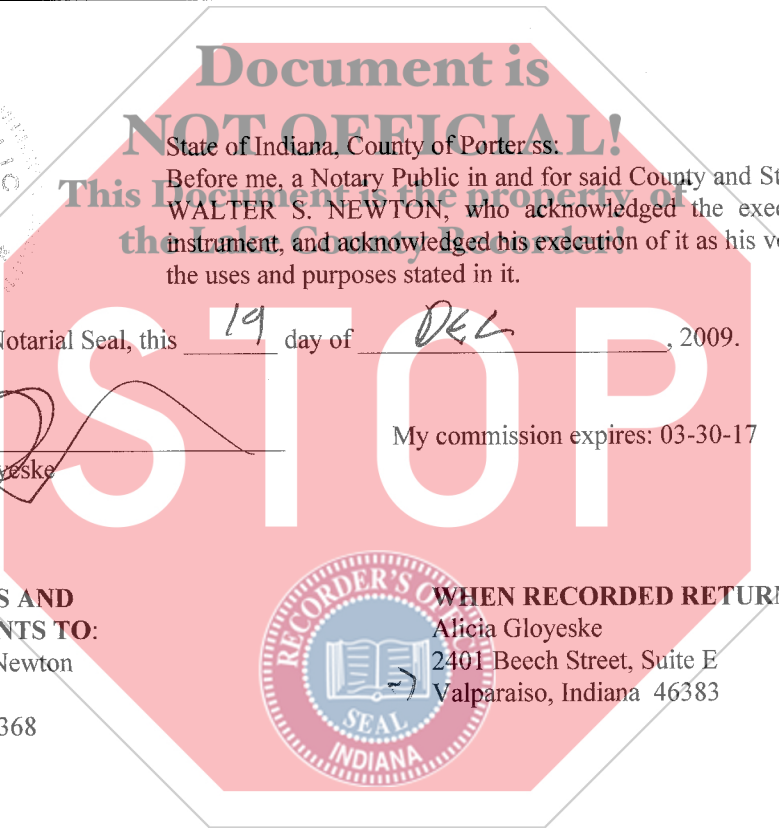 Document is
NOT OFFICIAL!
This Document is the property of
the Lake County Recorder!
STOP
State of Indiana, County of Porter ss:
Before me, a Notary Public in and for said County and St
WALTER S. NEWTON, who acknowledged the exec
instrument, and acknowledged his execution of it as his v
the uses and purposes stated in it.
Notarial Seal, this 19 day of DEC, 2009.
My commission expires: 03-30-17
yeske
S AND
NTS TO:
Newton
368
WHEN RECORDED RETURN
Alicia Gloyeske
2401 Beech Street, Suite E
Valparaiso, Indiana 46383
RECORDER'S OFFICE
SEAL
INDIANA